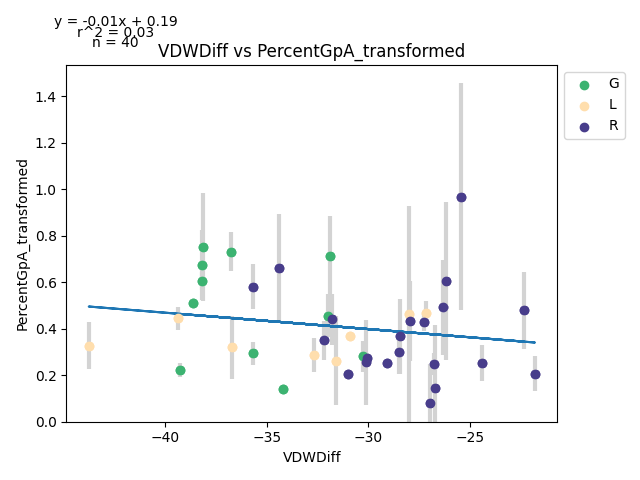 y = -0.01x + 0.19
r^2 = 0.03
n = 40
VDWDiff vs PercentGpA_transformed
G
L
R
PercentGpA_transformed
1.4
1.2
1.0
0.8
0.6
0.4
0.2
0.0
−40
−35
−30
−25
VDWDiff